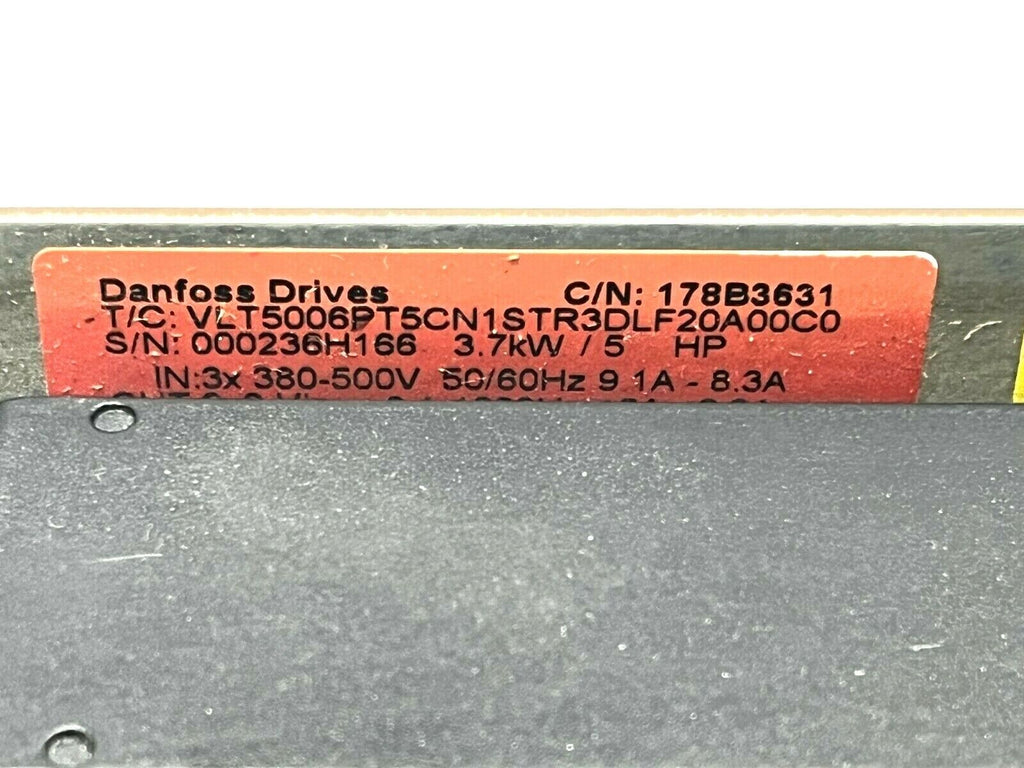 Danfoss Drives C/N: 178B3631
T/C: VLT5006PT5CN1STR3DLF20A00C0
S/N: 000236H166 3.7kW / 5 HP
IN:3x 380-500V 50/60Hz 9 1A - 8.3A